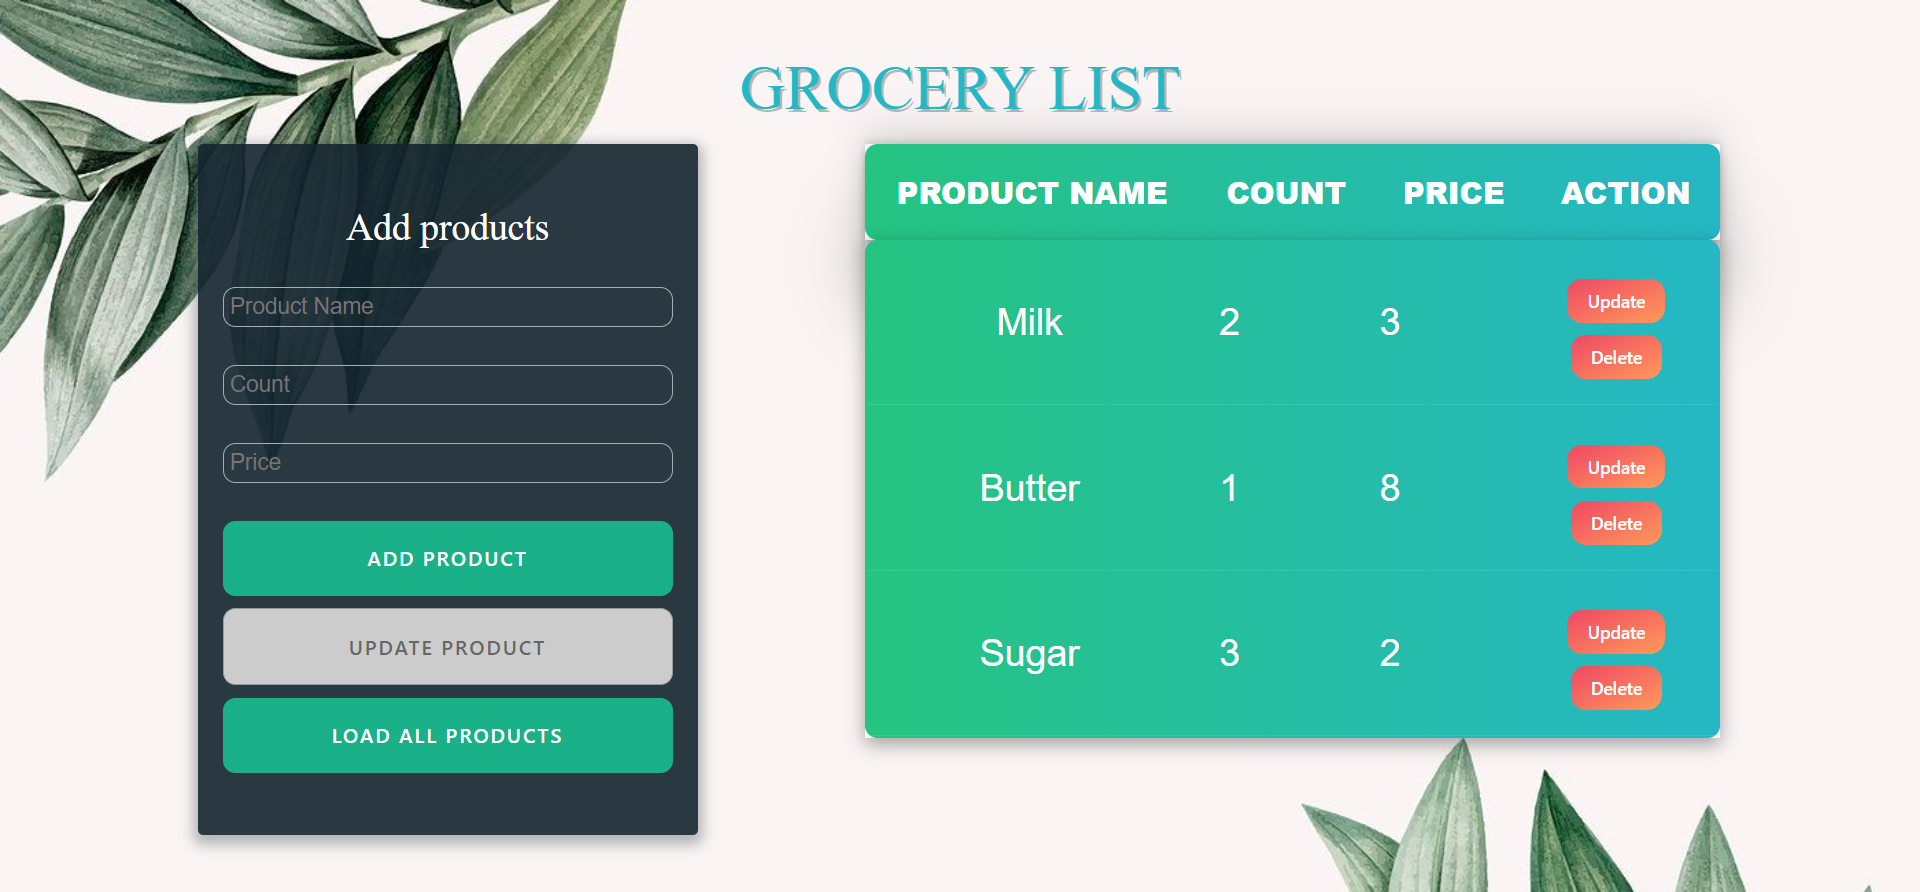 GROCERY LIST
Add products
Product Name
Count
Price
ADD PRODUCT
UPDATE PRODUCT
LOAD ALL PRODUCTS
PRODUCT NAME COUNT PRICE ACTION
Milk 2 3 Update
Delete
Butter 1 8 Update
Delete
Sugar 3 2 Update
Delete